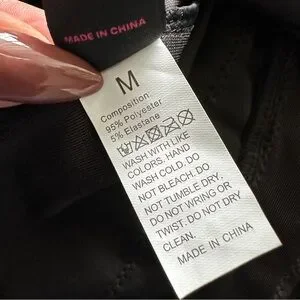 MADE IN CHINA
M
Composition:
95% Polyester
5% Elastane
WASH WITH LIKE
COLORS. HAND
WASH COLD. DO
NOT BLEACH. DO
NOT TUMBLE DRY,
DO NOT WRING OR
TWIST. DO NOT DRY
CLEAN.
MADE IN CHINA